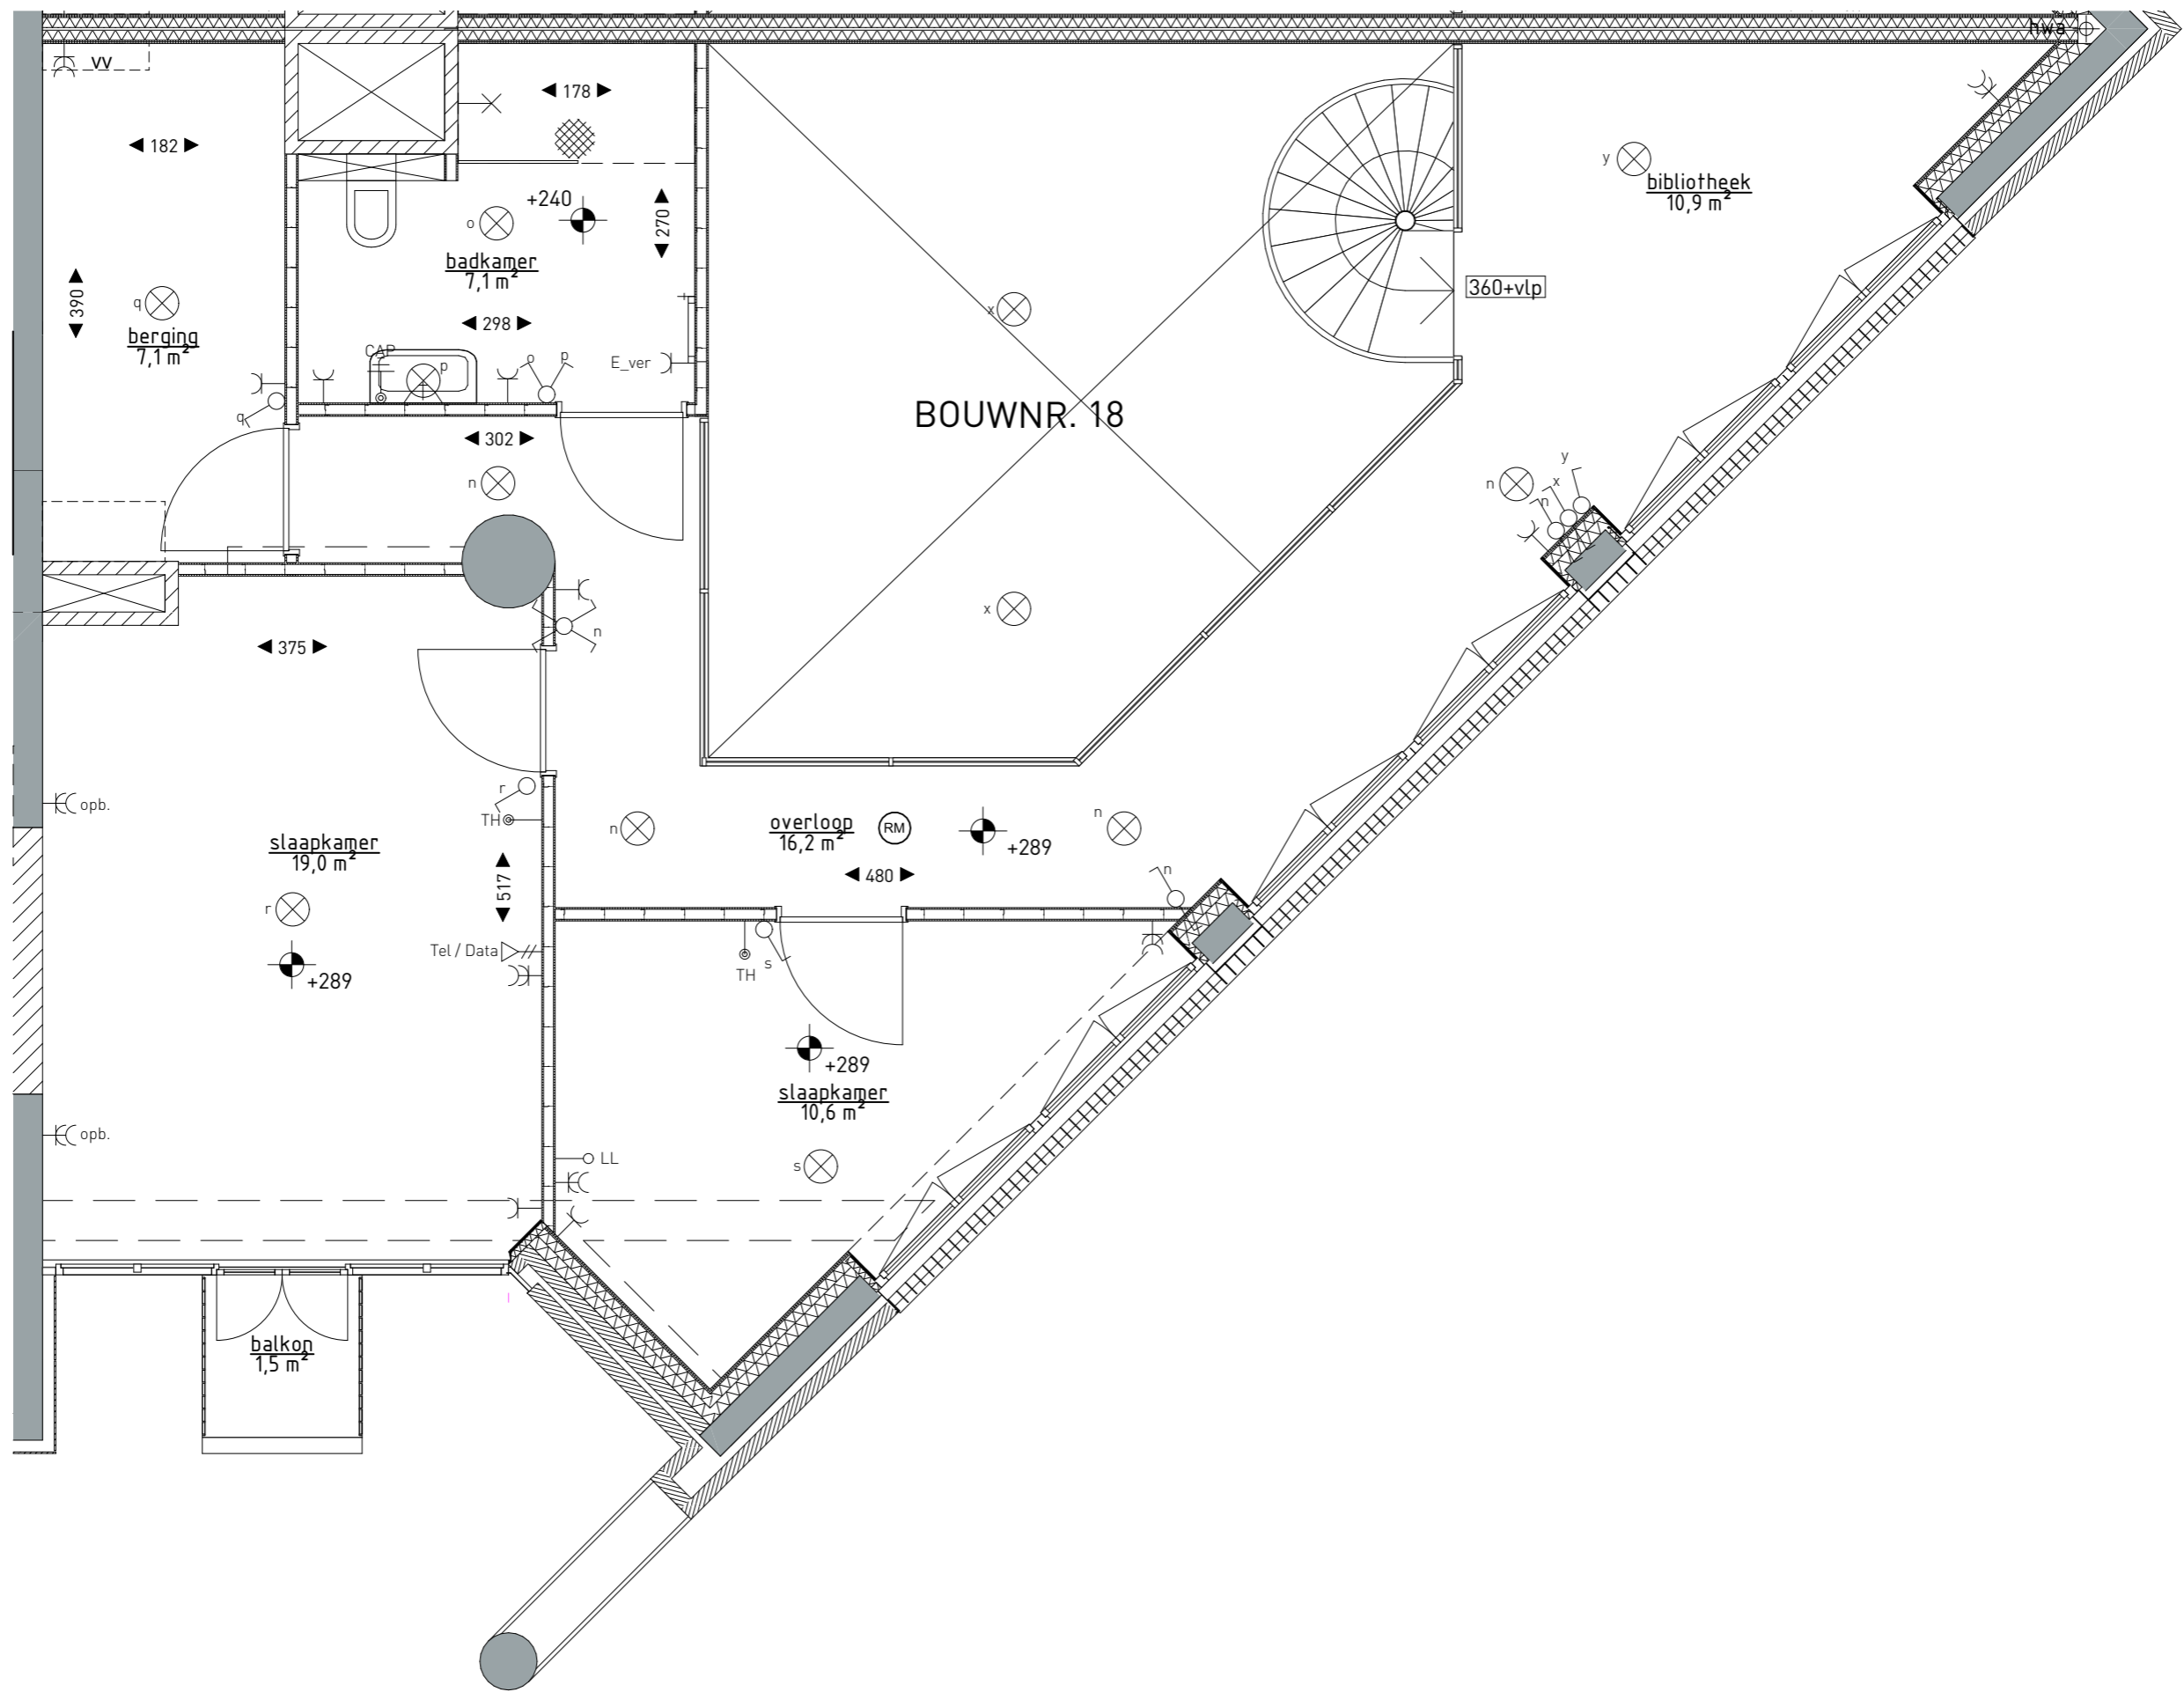 hwa
vv
178
182
y
bibliotheek
10,9 m²
+240
270
o
badkamer
7,1 m²
390
q
berging
7,1 m²
x
360+vlp
298
CAP
p
o
p
E_ver
q
BOUWNR. 18
302
n
y
n
x
n
x
n
375
r
opb.
TH
slaapkamer
19,0 m²
n
overloop
16,2 m²
RM
+289
n
480
517
n
r
Tel / Data
+289
TH
s
+289
slaapkamer
10,6 m²
opb.
LL
s
balkon
1,5 m²